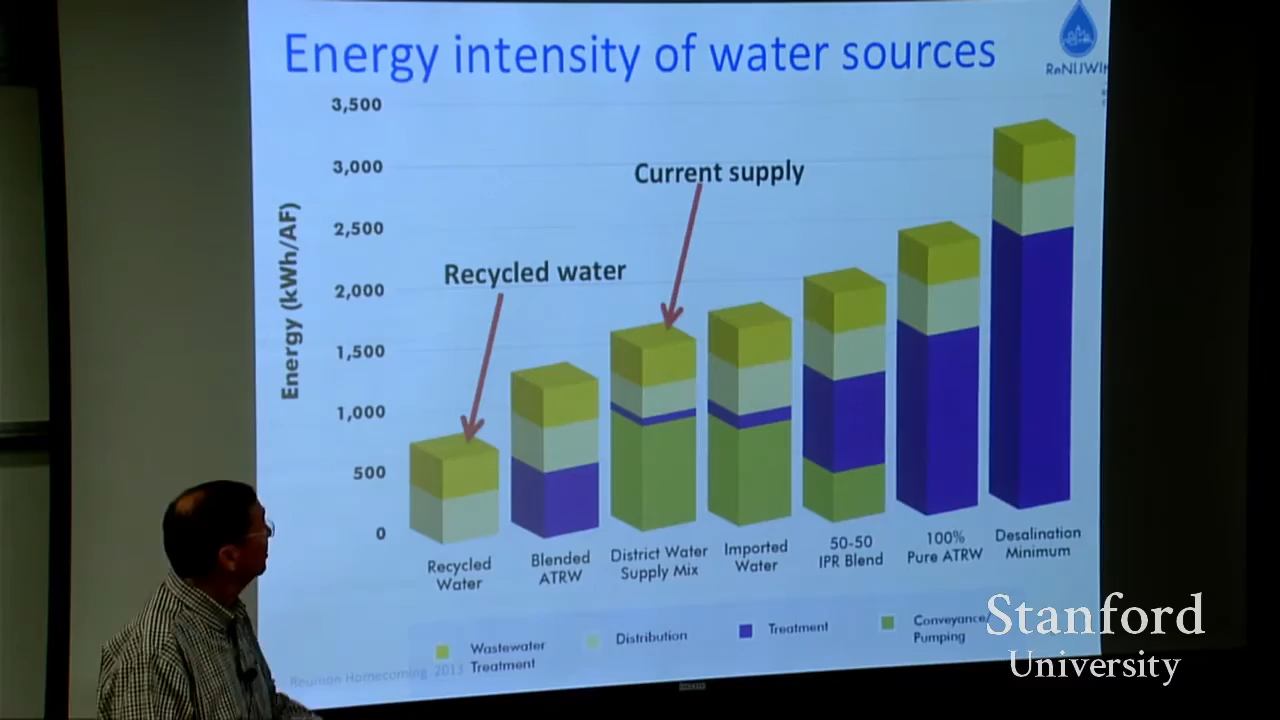 Energy intensity of water sources
ReNUWIt
3,500
3,000
2,500
2,000
1,500
1,000
500
0
Energy (kWh/AF)
Current supply
Recycled water
Recycled
Water
Blended
ATRW
District Water
Supply Mix
Imported
Water
50-50
IPR Blend
100%
Pure ATRW
Desalination
Minimum
Wastewater
Treatment
Distribution
Treatment
Conveyance/
Pumping
Reunion Homecoming 2013
Stanford
University